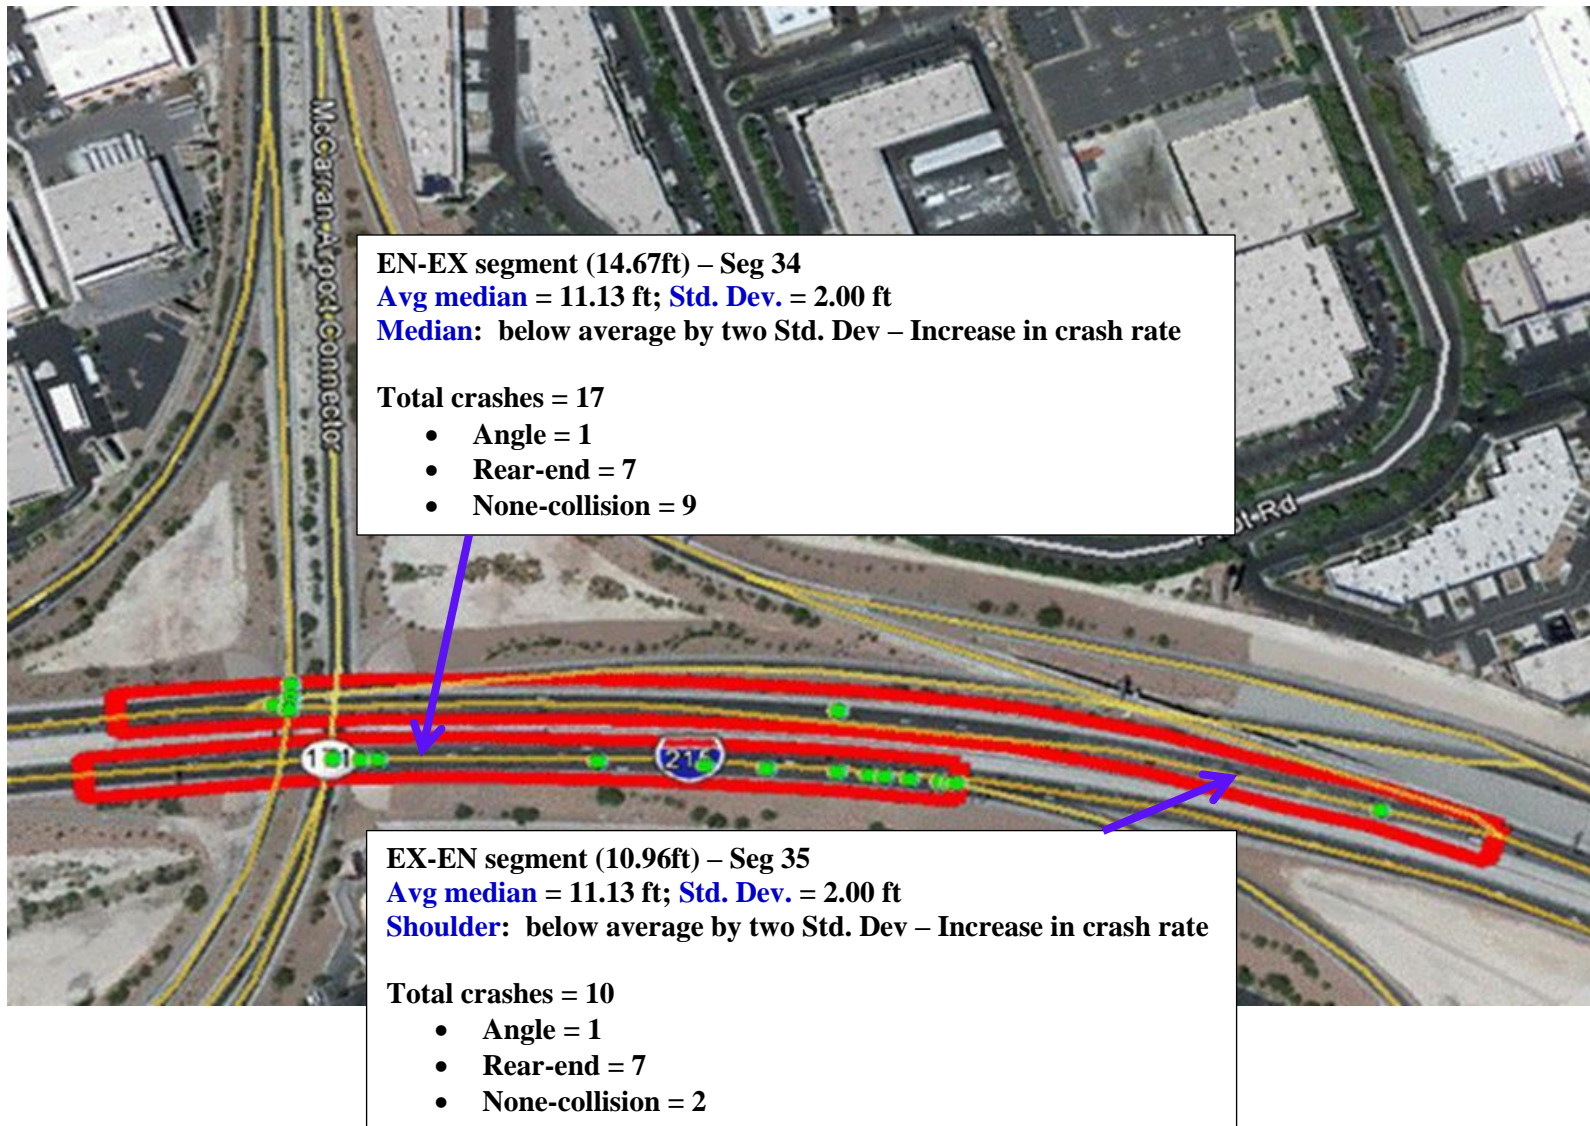 McCarran Airport Connector
EN-EX segment (14.67ft) – Seg 34
Avg median = 11.13 ft; Std. Dev. = 2.00 ft
Median: below average by two Std. Dev – Increase in crash rate
Total crashes = 17
• Angle = 1
• Rear-end = 7
• None-collision = 9
Rd
215
EX-EN segment (10.96ft) – Seg 35
Avg median = 11.13 ft; Std. Dev. = 2.00 ft
Shoulder: below average by two Std. Dev – Increase in crash rate
Total crashes = 10
• Angle = 1
• Rear-end = 7
• None-collision = 2